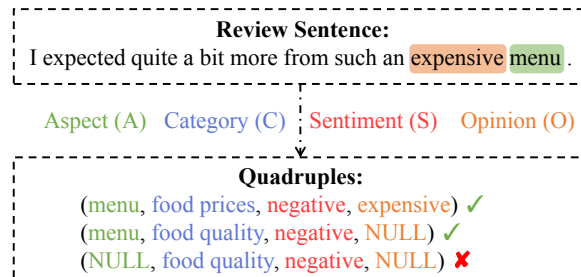 Review Sentence:
I expected quite a bit more from such an expensive menu .
Aspect (A) Category (C) Sentiment (S) Opinion (O)
Quadruples:
(menu, food prices, negative, expensive) ✓
(menu, food quality, negative, NULL) ✓
(NULL, food quality, negative, NULL) ✘